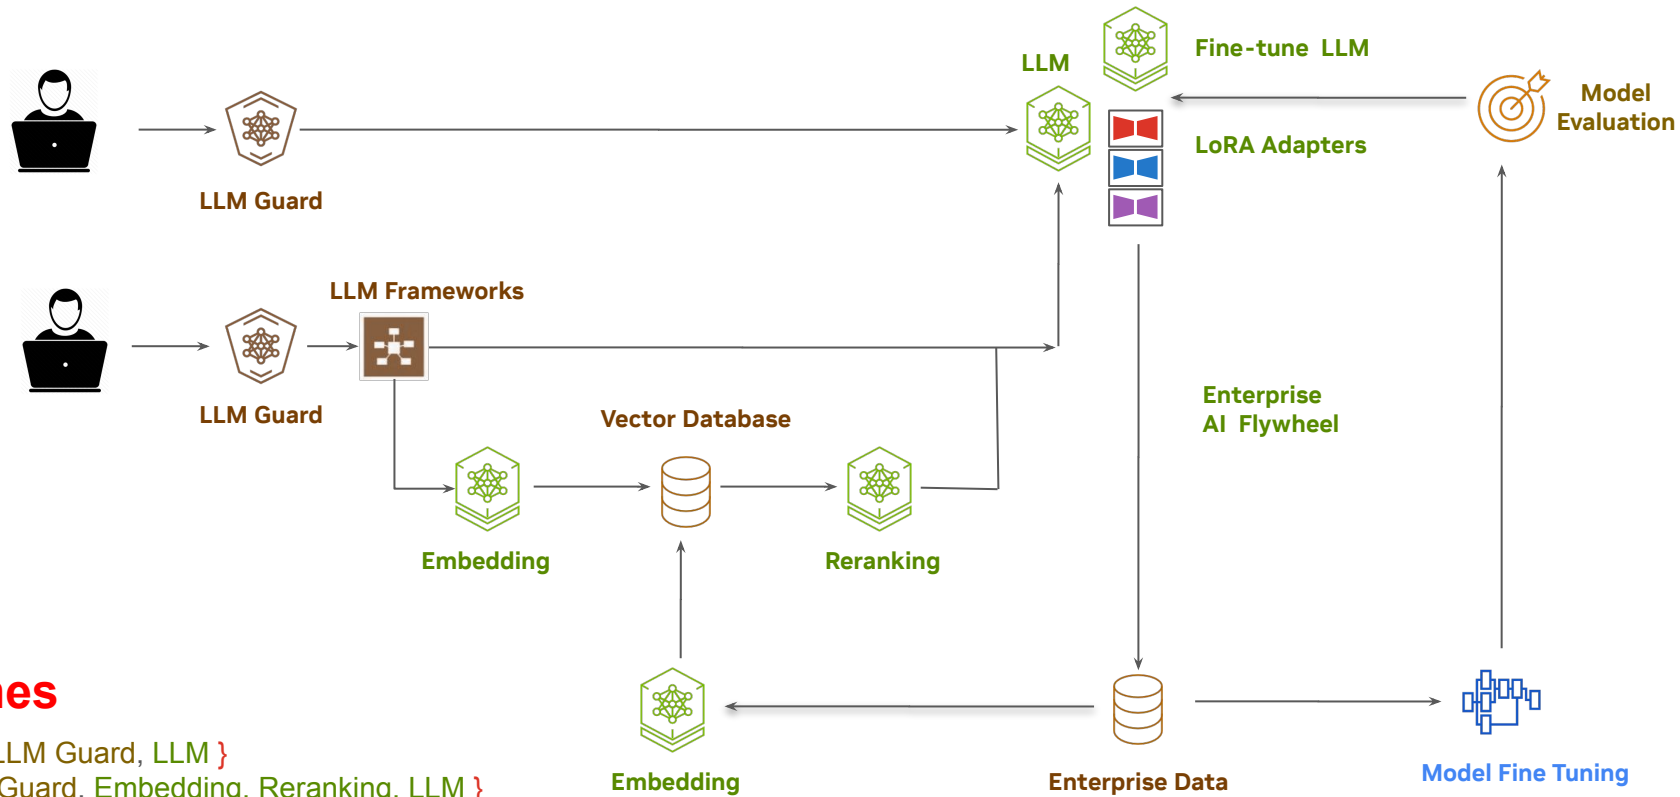 Fine-tune LLM
LLM
Model
Evaluation
LoRA Adapters
LLM Guard
LLM Frameworks
LLM Guard
Vector Database
Enterprise
AI Flywheel
Embedding
Reranking
LLM Guard, LLM }
Guard, Embedding, Reranking, LLM }
Embedding
Enterprise Data
Model Fine Tuning